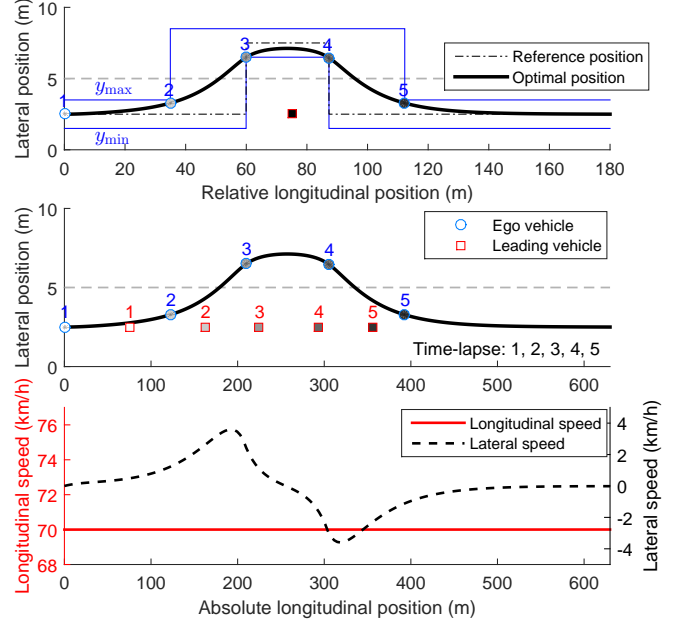 10
5
0
Lateral position (m)
y_max
y_min
1
2
3
4
5
Reference position
Optimal position
0 20 40 60 80 100 120 140 160 180
Relative longitudinal position (m)
10
5
0
Lateral position (m)
1
2
3
4
5
1 2 3 4 5
Ego vehicle
Leading vehicle
Time-lapse: 1, 2, 3, 4, 5
0 100 200 300 400 500 600
76
74
72
70
68
Longitudinal speed (km/h)
Longitudinal speed
Lateral speed
4
2
0
-2
-4
Lateral speed (km/h)
0 100 200 300 400 500 600
Absolute longitudinal position (m)